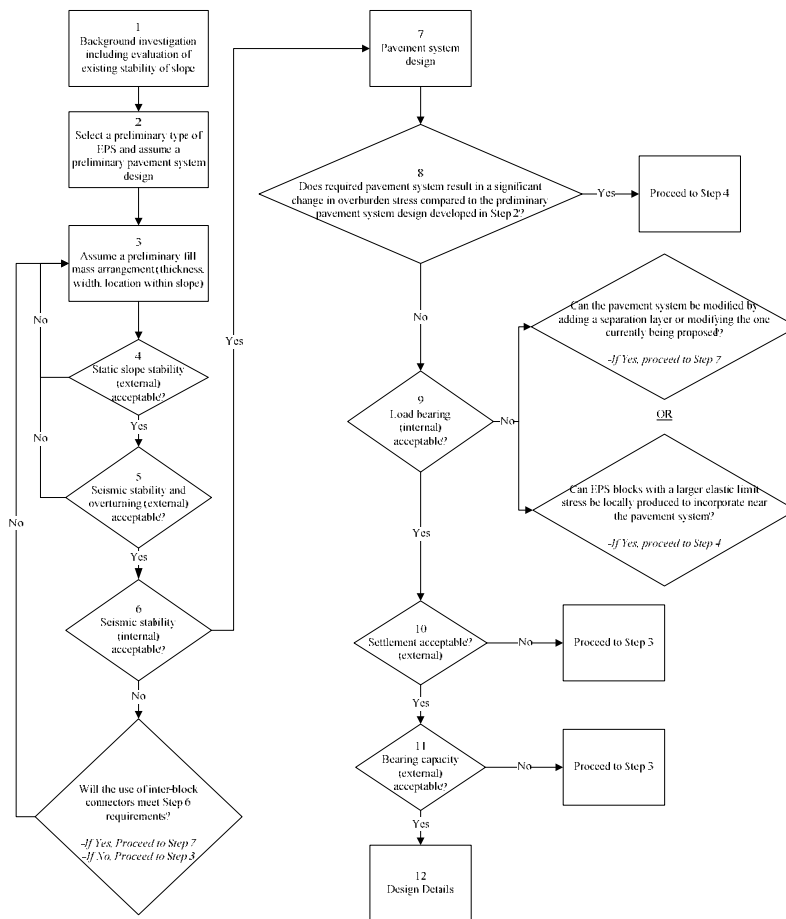 1
Background investigation
including evaluation of
existing stability of slope
2
Select a preliminary type of
EPS and assume a
preliminary pavement system
design
3
Assume a preliminary fill
mass arrangement (thickness,
width, location within slope)
No
4
Static slope stability
(external)
acceptable?
Yes
No
5
Seismic stability and
overturning (external)
acceptable?
Yes
6
Seismic stability
(internal)
acceptable?
No
No
Will the use of inter-block
connectors meet Step 6
requirements?
-If Yes, Proceed to Step 7
-If No, Proceed to Step 3
Yes
7
Pavement system
design
8
Does required pavement system result in a significant
change in overburden stress compared to the preliminary
pavement system design developed in Step 2?
Yes
Proceed to Step 4
No
9
Load bearing
(internal)
acceptable?
No
Can the pavement system be modified by
adding a separation layer or modifying the one
currently being proposed?
-If Yes, proceed to Step 7
OR
Can EPS blocks with a larger elastic limit
stress be locally produced to incorporate near
the pavement system?
-If Yes, proceed to Step 4
Yes
10
Settlement acceptable?
(external)
No
Proceed to Step 3
Yes
11
Bearing capacity
(external)
acceptable?
No
Proceed to Step 3
Yes
12
Design Details